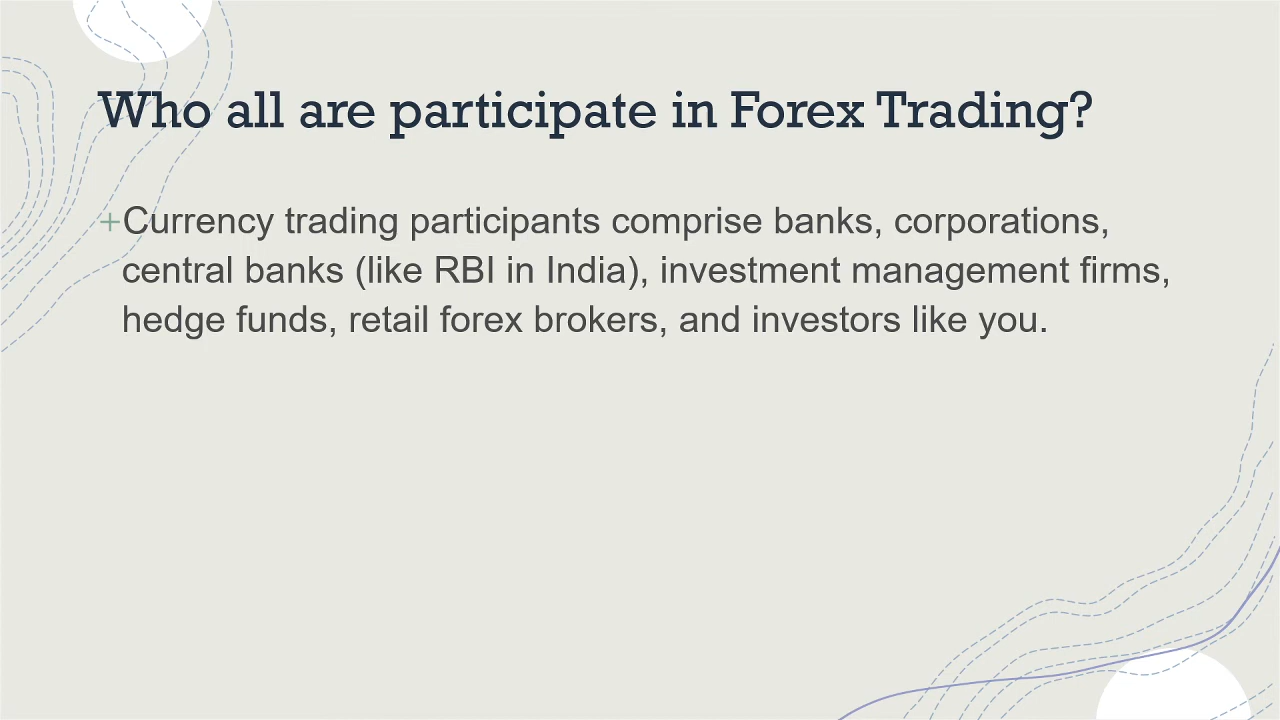 Who all are participate in Forex Trading?
+Currency trading participants comprise banks, corporations,
central banks (like RBI in India), investment management firms,
hedge funds, retail forex brokers, and investors like you.